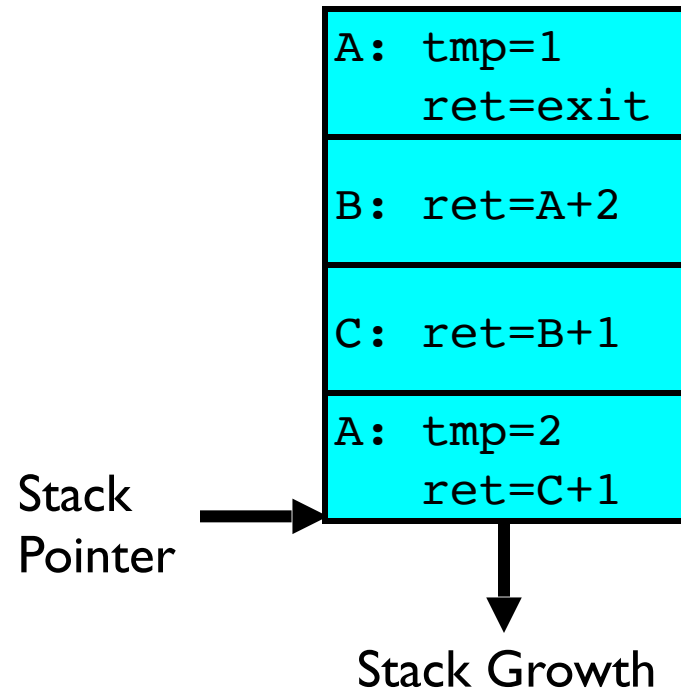 A: tmp=1
ret=exit
B: ret=A+2
C: ret=B+1
A: tmp=2
ret=C+1
Stack
Pointer
Stack Growth